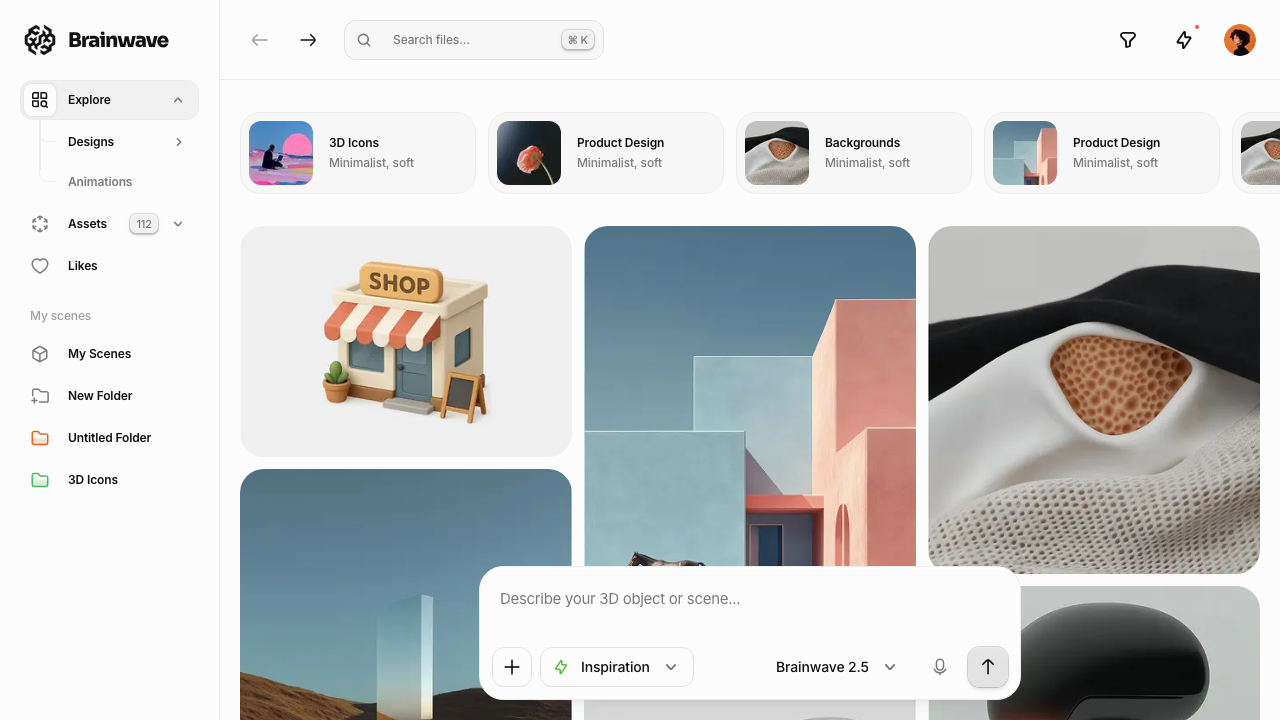 Brainwave
Search files...
⌘ K
Explore
Designs
Animations
Assets
112
Likes
My scenes
My Scenes
New Folder
Untitled Folder
3D Icons
3D Icons
Minimalist, soft
Product Design
Minimalist, soft
Backgrounds
Minimalist, soft
Product Design
Minimalist, soft
SHOP
Describe your 3D object or scene...
Inspiration
Brainwave 2.5